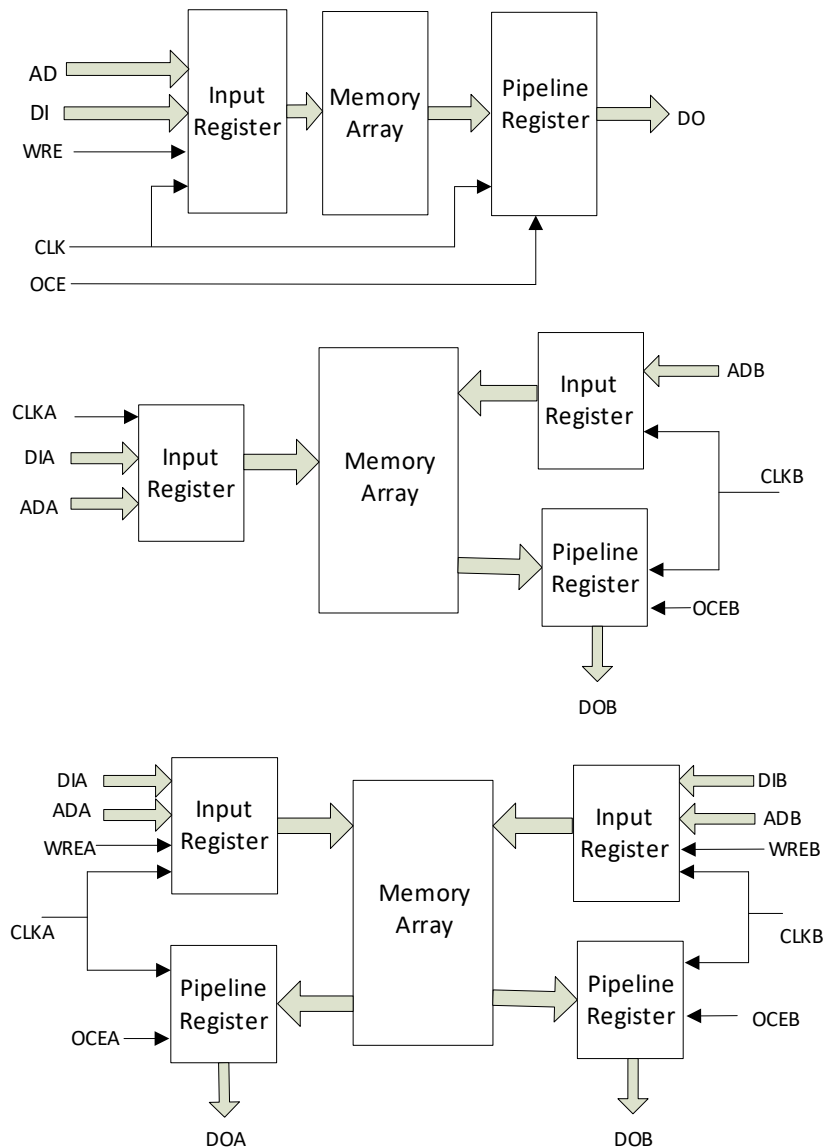 AD
DI
WRE
CLK
OCE
Input
Register
Memory
Array
Pipeline
Register
DO
CLKA
DIA
ADA
Input
Register
Memory
Array
Input
Register
ADB
CLKB
Pipeline
Register
OCEB
DOB
DIA
ADA
WREA
CLKA
OCEA
Input
Register
Pipeline
Register
DOA
Memory
Array
Input
Register
DIB
ADB
WREB
CLKB
Pipeline
Register
OCEB
DOB